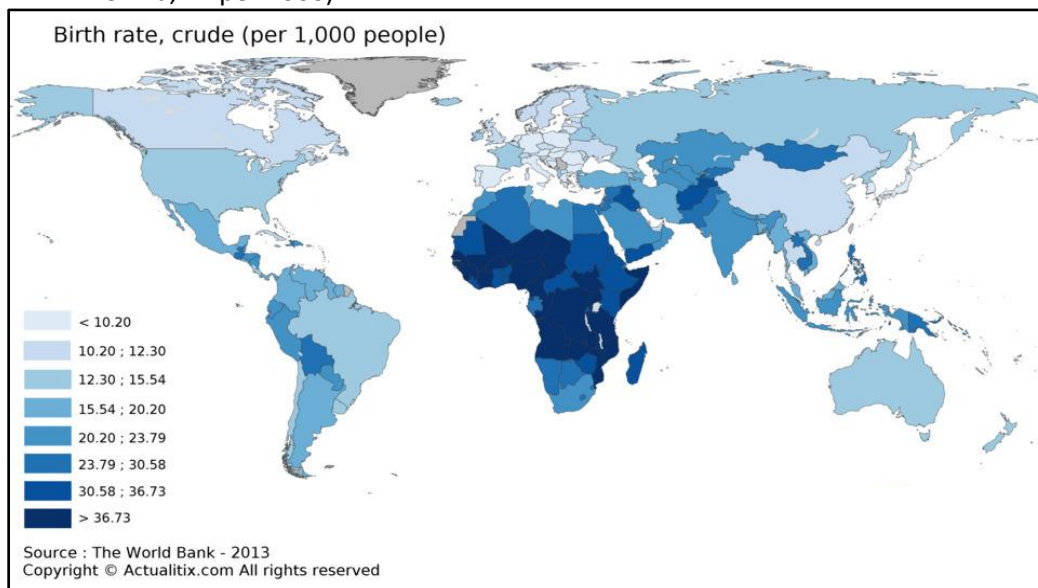 Birth rate, crude (per 1,000 people)
< 10.20
10.20 ; 12.30
12.30 ; 15.54
15.54 ; 20.20
20.20 ; 23.79
23.79 ; 30.58
30.58 ; 36.73
> 36.73
Source : The World Bank - 2013
Copyright © Actualitix.com All rights reserved